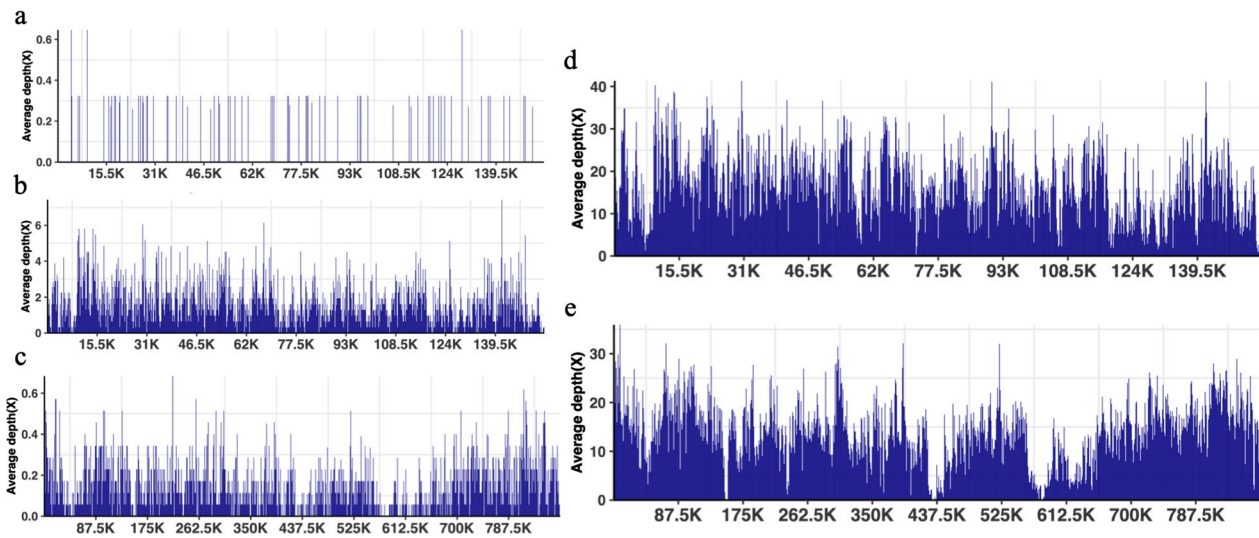 a
Average depth(X)
0.6
0.4
0.2
0.0
15.5K 31K 46.5K 62K 77.5K 93K 108.5K 124K 139.5K
b
Average depth(X)
6
4
2
0
15.5K 31K 46.5K 62K 77.5K 93K 108.5K 124K 139.5K
c
Average depth(X)
0.6
0.4
0.2
0.0
87.5K 175K 262.5K 350K 437.5K 525K 612.5K 700K 787.5K
d
Average depth(X)
40
30
20
10
0
15.5K 31K 46.5K 62K 77.5K 93K 108.5K 124K 139.5K
e
Average depth(X)
30
20
10
0
87.5K 175K 262.5K 350K 437.5K 525K 612.5K 700K 787.5K